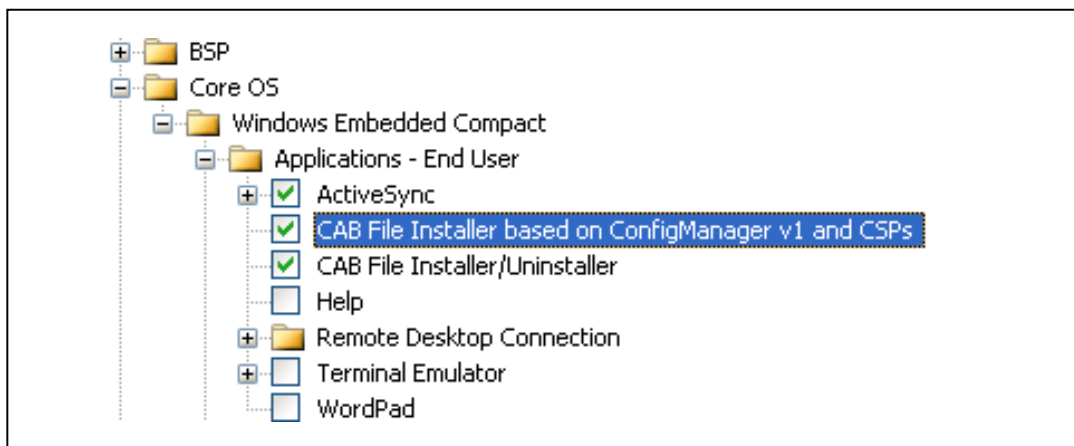 BSP
Core OS
Windows Embedded Compact
Applications - End User
ActiveSync
CAB File Installer based on ConfigManager v1 and CSPs
CAB File Installer/Uninstaller
Help
Remote Desktop Connection
Terminal Emulator
WordPad